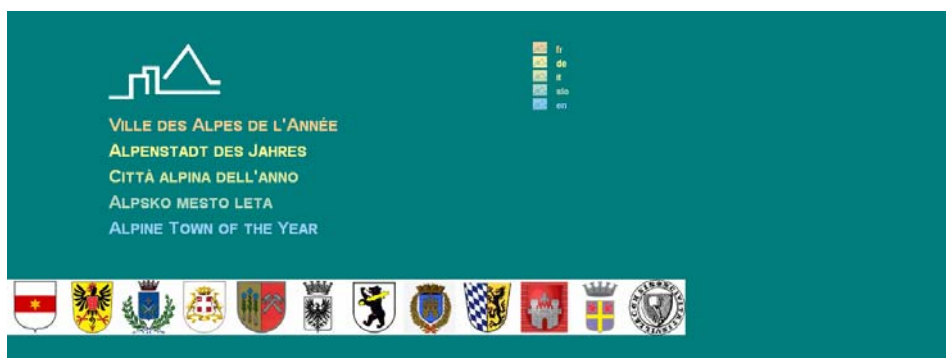 fr
de
it
slo
en
VILLE DES ALPES DE L'ANNÉE
ALPENSTADT DES JAHRES
CITTÀ ALPINA DELL'ANNO
ALPSKO MESTO LETA
ALPINE TOWN OF THE YEAR